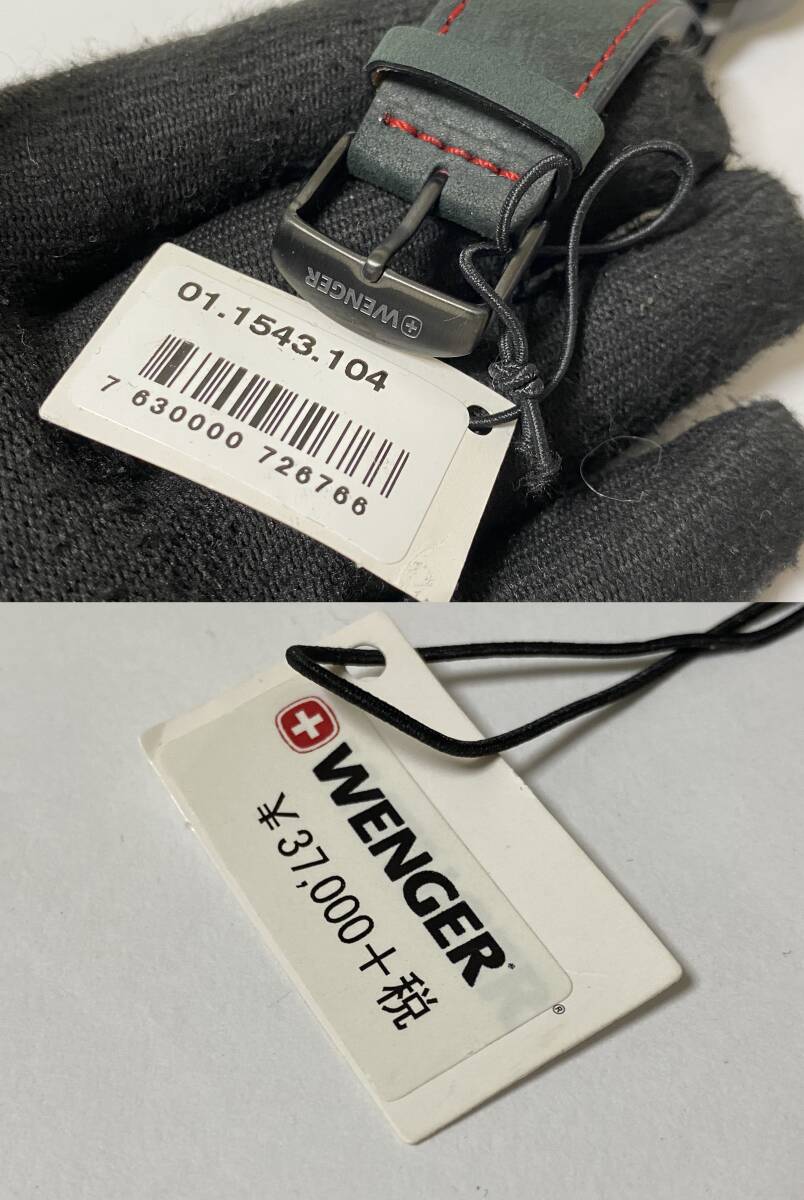 WENGER
01.1543.104
7 630000 726766
WENGER
¥37,000+税
®